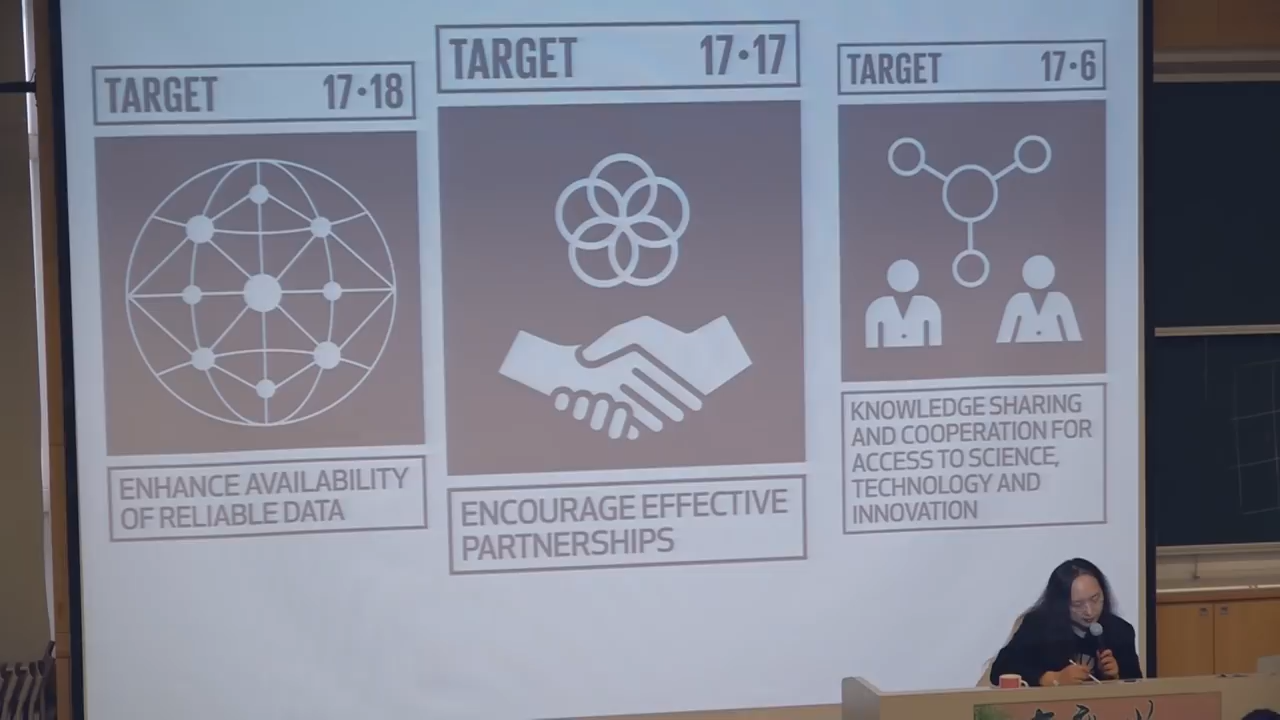 TARGET 17•18
ENHANCE AVAILABILITY
OF RELIABLE DATA
TARGET 17•17
ENCOURAGE EFFECTIVE
PARTNERSHIPS
TARGET 17•6
KNOWLEDGE SHARING
AND COOPERATION FOR
ACCESS TO SCIENCE,
TECHNOLOGY AND
INNOVATION